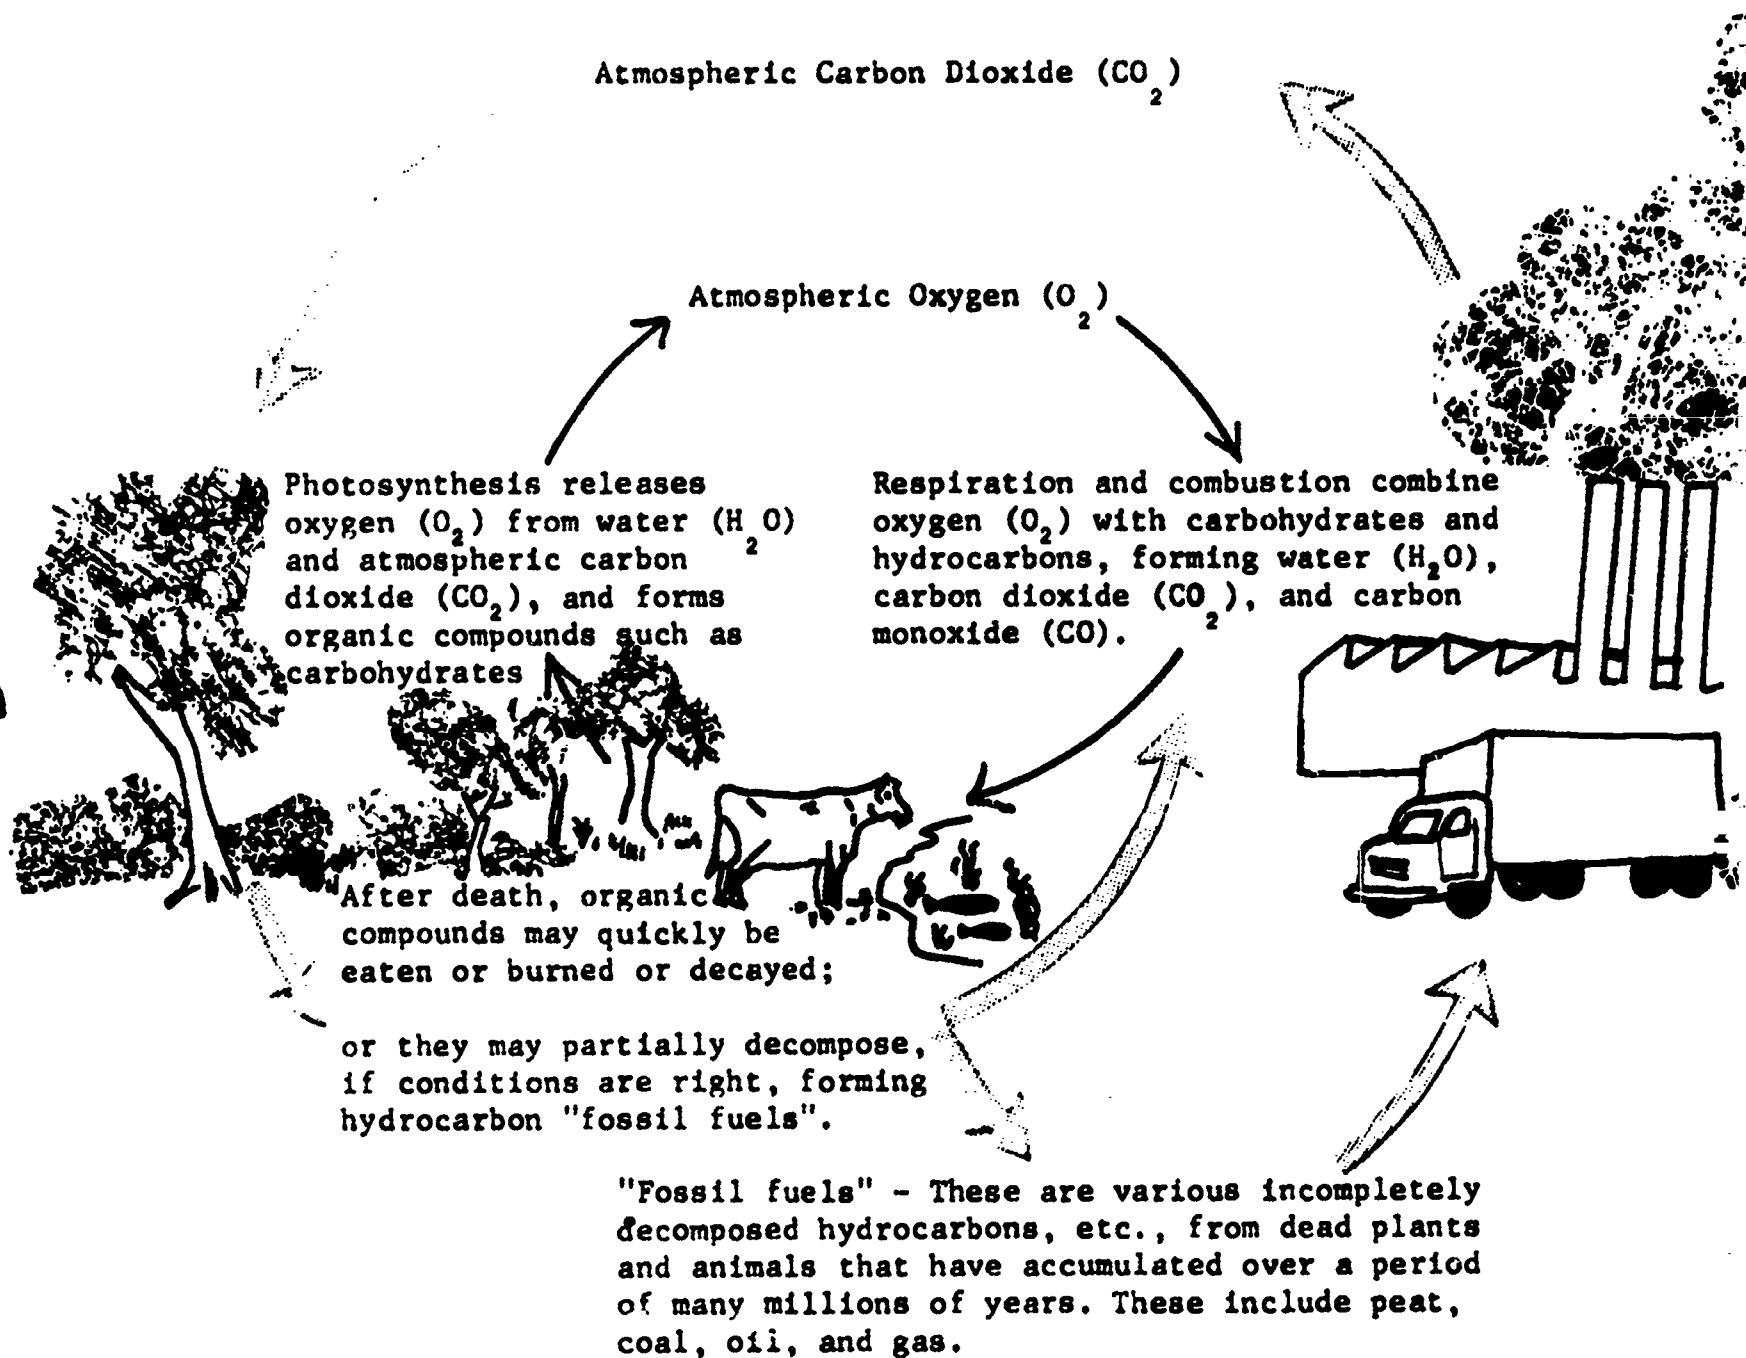 Atmospheric Carbon Dioxide (CO2)
Atmospheric Oxygen (O2)
Photosynthesis releases
oxygen (O2) from water (H2O)
and atmospheric carbon
dioxide (CO2), and forms
organic compounds such as
carbohydrates
Respiration and combustion combine
oxygen (O2) with carbohydrates and
hydrocarbons, forming water (H2O),
carbon dioxide (CO2), and carbon
monoxide (CO).
After death, organic
compounds may quickly be
eaten or burned or decayed;
or they may partially decompose,
if conditions are right, forming
hydrocarbon "fossil fuels".
"Fossil fuels" - These are various incompletely
decomposed hydrocarbons, etc., from dead plants
and animals that have accumulated over a period
of many millions of years. These include peat,
coal, oil, and gas.